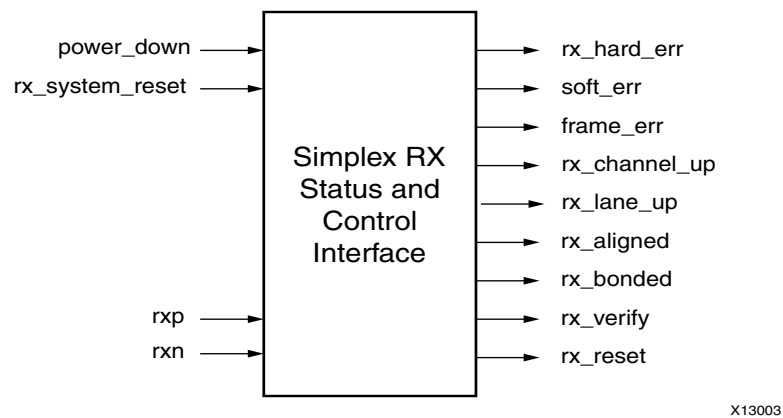 power_down
rx_system_reset
rxp
rxn
Simplex RX
Status and
Control
Interface
rx_hard_err
soft_err
frame_err
rx_channel_up
rx_lane_up
rx_aligned
rx_bonded
rx_verify
rx_reset
X13003